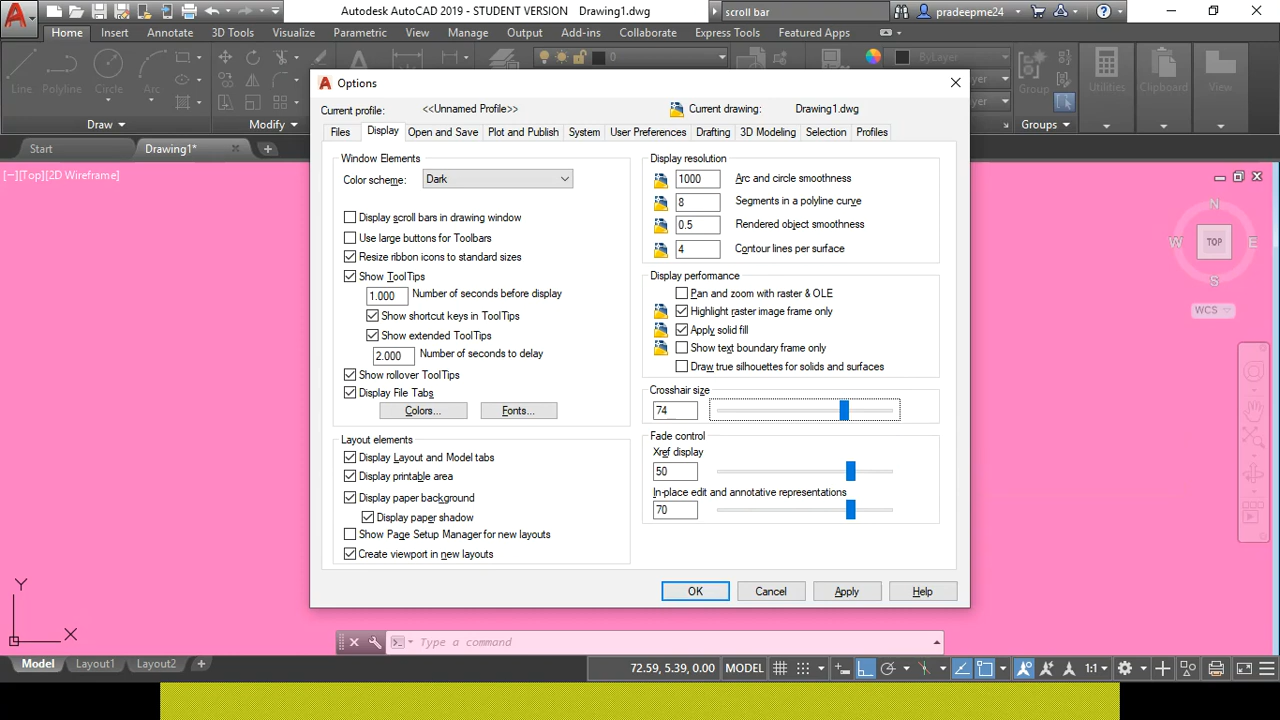 A
Autodesk AutoCAD 2019 - STUDENT VERSION Drawing1.dwg
scroll bar
pradeepme24
Home Insert Annotate 3D Tools Visualize Parametric View Manage Output Add-ins Collaborate Express Tools Featured Apps
Line Polyline Circle Arc
Draw
Modify
0
ByLayer
Group
Groups
Utilities
Clipboard
View
Start
Drawing1*
[−][Top][2D Wireframe]
A Options
Current profile: <<Unnamed Profile>>
Current drawing: Drawing1.dwg
Files Display Open and Save Plot and Publish System User Preferences Drafting 3D Modeling Selection Profiles
Window Elements
Color scheme: Dark
Display scroll bars in drawing window
Use large buttons for Toolbars
Resize ribbon icons to standard sizes
Show ToolTips
1.000 Number of seconds before display
Show shortcut keys in ToolTips
Show extended ToolTips
2.000 Number of seconds to delay
Show rollover ToolTips
Display File Tabs
Colors... Fonts...
Layout elements
Display Layout and Model tabs
Display printable area
Display paper background
Display paper shadow
Show Page Setup Manager for new layouts
Create viewport in new layouts
Display resolution
1000 Arc and circle smoothness
8 Segments in a polyline curve
0.5 Rendered object smoothness
4 Contour lines per surface
Display performance
Pan and zoom with raster & OLE
Highlight raster image frame only
Apply solid fill
Show text boundary frame only
Draw true silhouettes for solids and surfaces
Crosshair size
74
Fade control
Xref display
50
In-place edit and annotative representations
70
OK Cancel Apply Help
N
W TOP E
S
WCS
Y
X
Type a command
Model Layout1 Layout2 +
72.59, 5.39, 0.00 MODEL
1:1